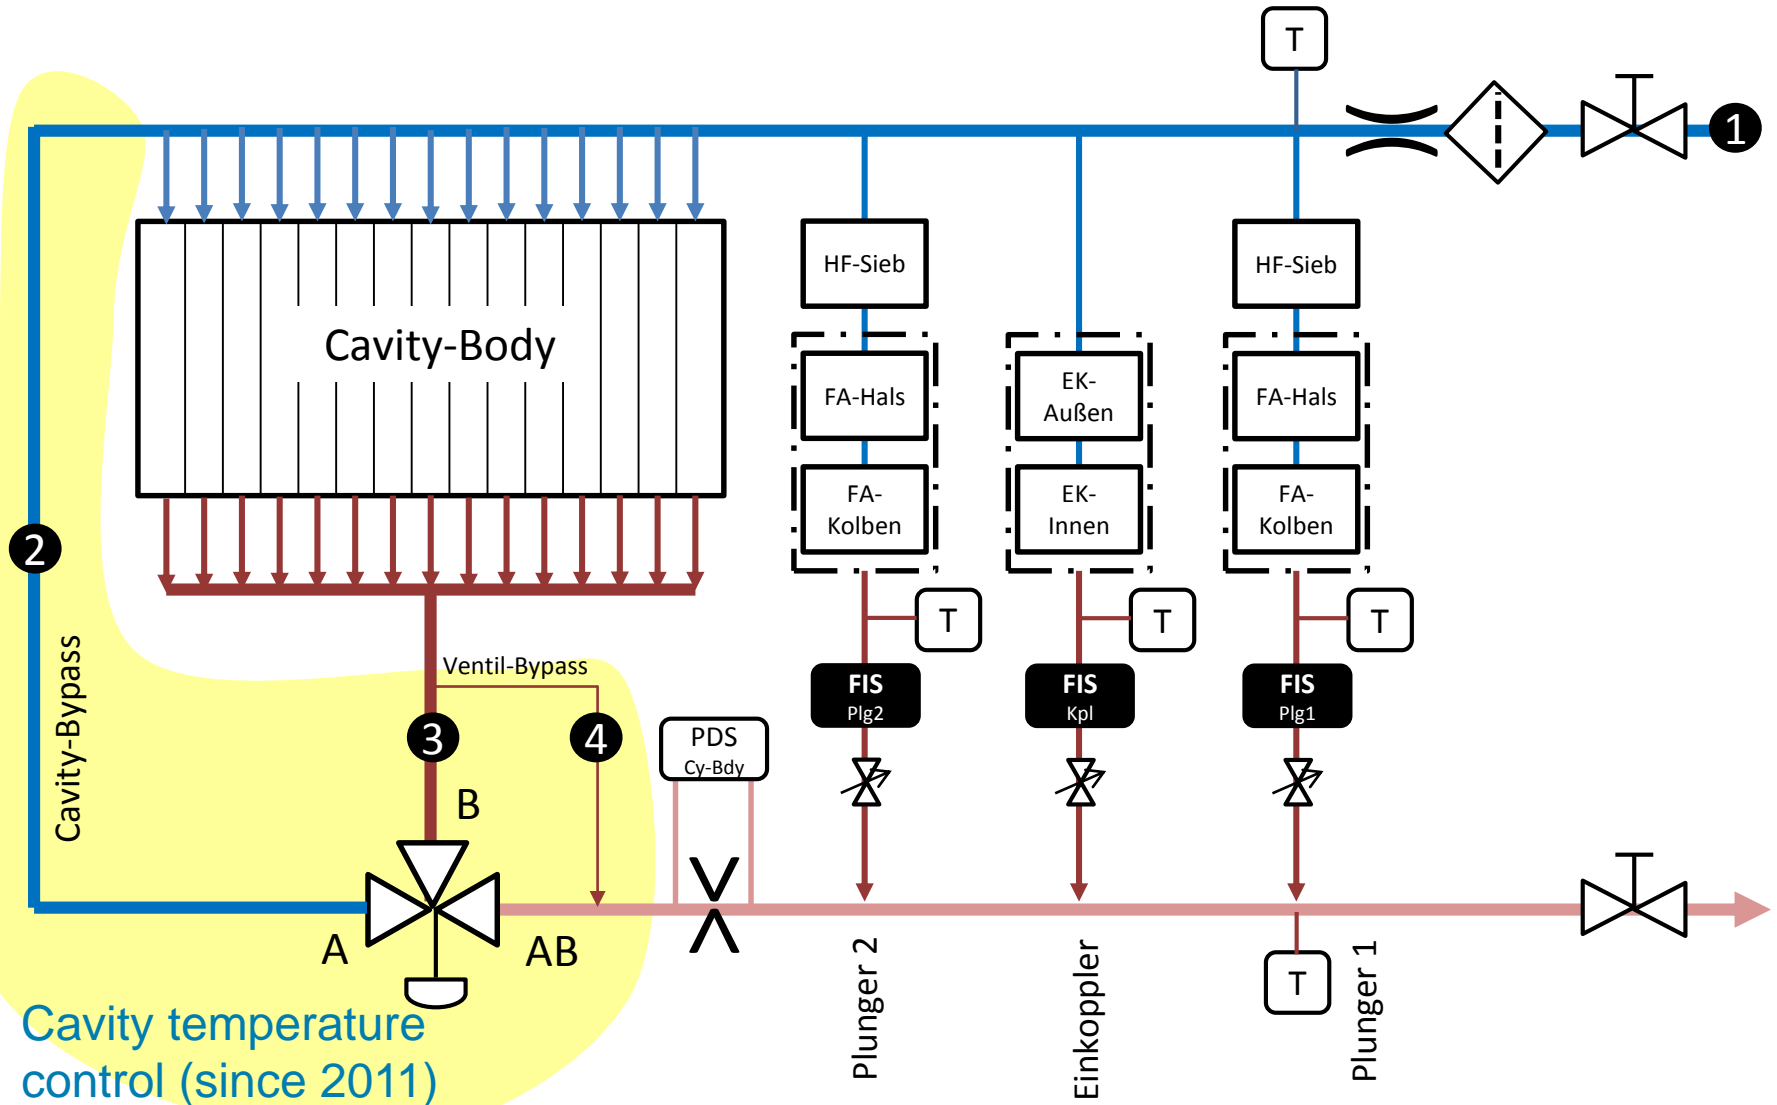 T
1
HF-Sieb
HF-Sieb
Cavity-Body
FA-Hals
EK-
Außen
FA-Hals
FA-
Kolben
EK-
Innen
FA-
Kolben
2
T
T
T
Cavity-Bypass
Ventil-Bypass
FIS
Plg2
FIS
Kpl
FIS
Plg1
3
4
PDS
Cy-Bdy
B
A
AB
Plunger 2
Einkoppler
T
Plunger 1
Cavity temperature
control (since 2011)